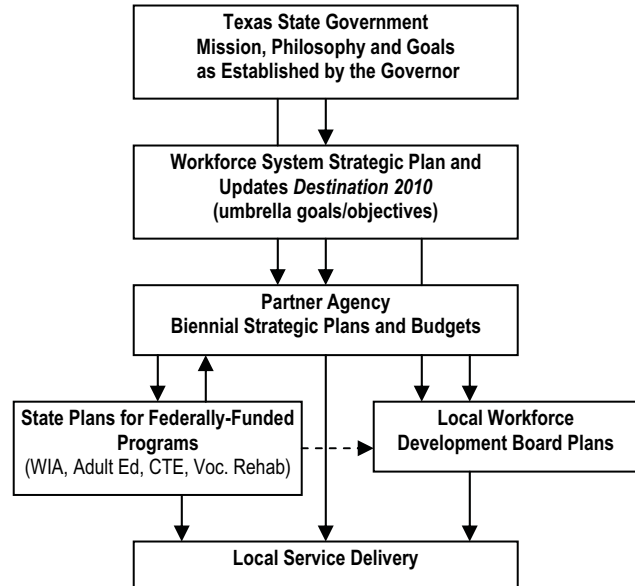 Texas State Government
Mission, Philosophy and Goals
as Established by the Governor
Workforce System Strategic Plan and
Updates Destination 2010
(umbrella goals/objectives)
Partner Agency
Biennial Strategic Plans and Budgets
State Plans for Federally-Funded
Programs
(WIA, Adult Ed, CTE, Voc. Rehab)
Local Workforce
Development Board Plans
Local Service Delivery